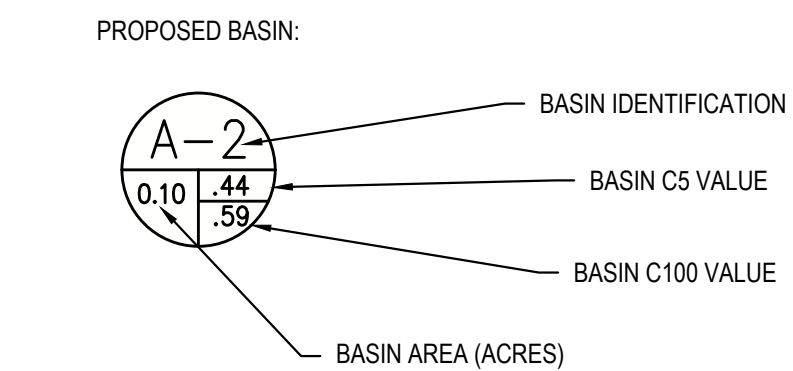 PROPOSED BASIN:
A-2
BASIN IDENTIFICATION
0.10
.44
BASIN C5 VALUE
.59
BASIN C100 VALUE
BASIN AREA (ACRES)